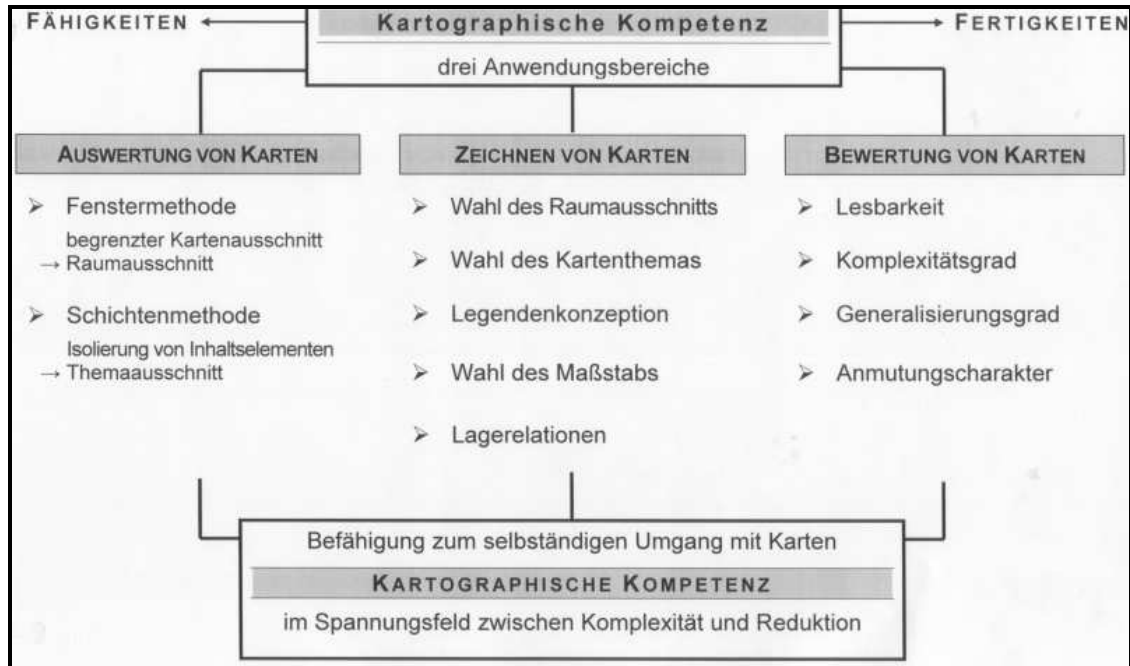 FÄHIGKEITEN ← Kartographische Kompetenz → FERTIGKEITEN
drei Anwendungsbereiche
AUSWERTUNG VON KARTEN
➢ Fenstermethode
begrenzter Kartenausschnitt
→ Raumausschnitt
➢ Schichtenmethode
Isolierung von Inhaltselementen
→ Themaausschnitt
ZEICHNEN VON KARTEN
➢ Wahl des Raumausschnitts
➢ Wahl des Kartenthemas
➢ Legendenkonzeption
➢ Wahl des Maßstabs
➢ Lagerelationen
BEWERTUNG VON KARTEN
➢ Lesbarkeit
➢ Komplexitätsgrad
➢ Generalisierungsgrad
➢ Anmutungscharakter
Befähigung zum selbständigen Umgang mit Karten
KARTOGRAPHISCHE KOMPETENZ
im Spannungsfeld zwischen Komplexität und Reduktion